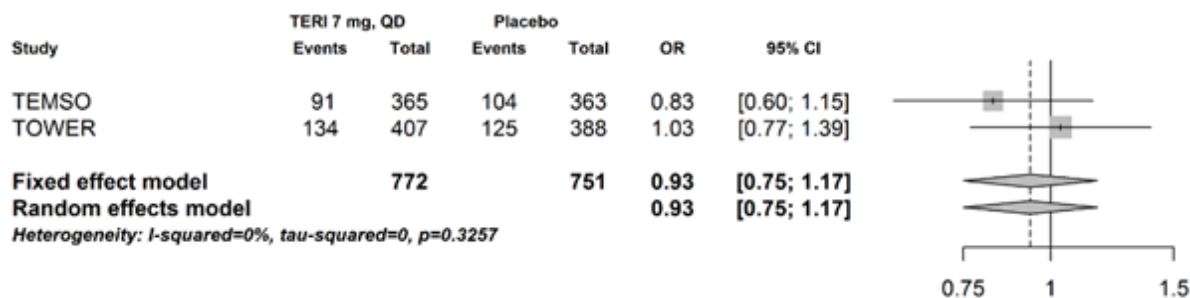 TERI 7 mg, QD Placebo
Study Events Total Events Total OR 95% CI
TEMSO 91 365 104 363 0.83 [0.60; 1.15]
TOWER 134 407 125 388 1.03 [0.77; 1.39]
Fixed effect model 772 751 0.93 [0.75; 1.17]
Random effects model 0.93 [0.75; 1.17]
Heterogeneity: I-squared=0%, tau-squared=0, p=0.3257
0.75 1 1.5